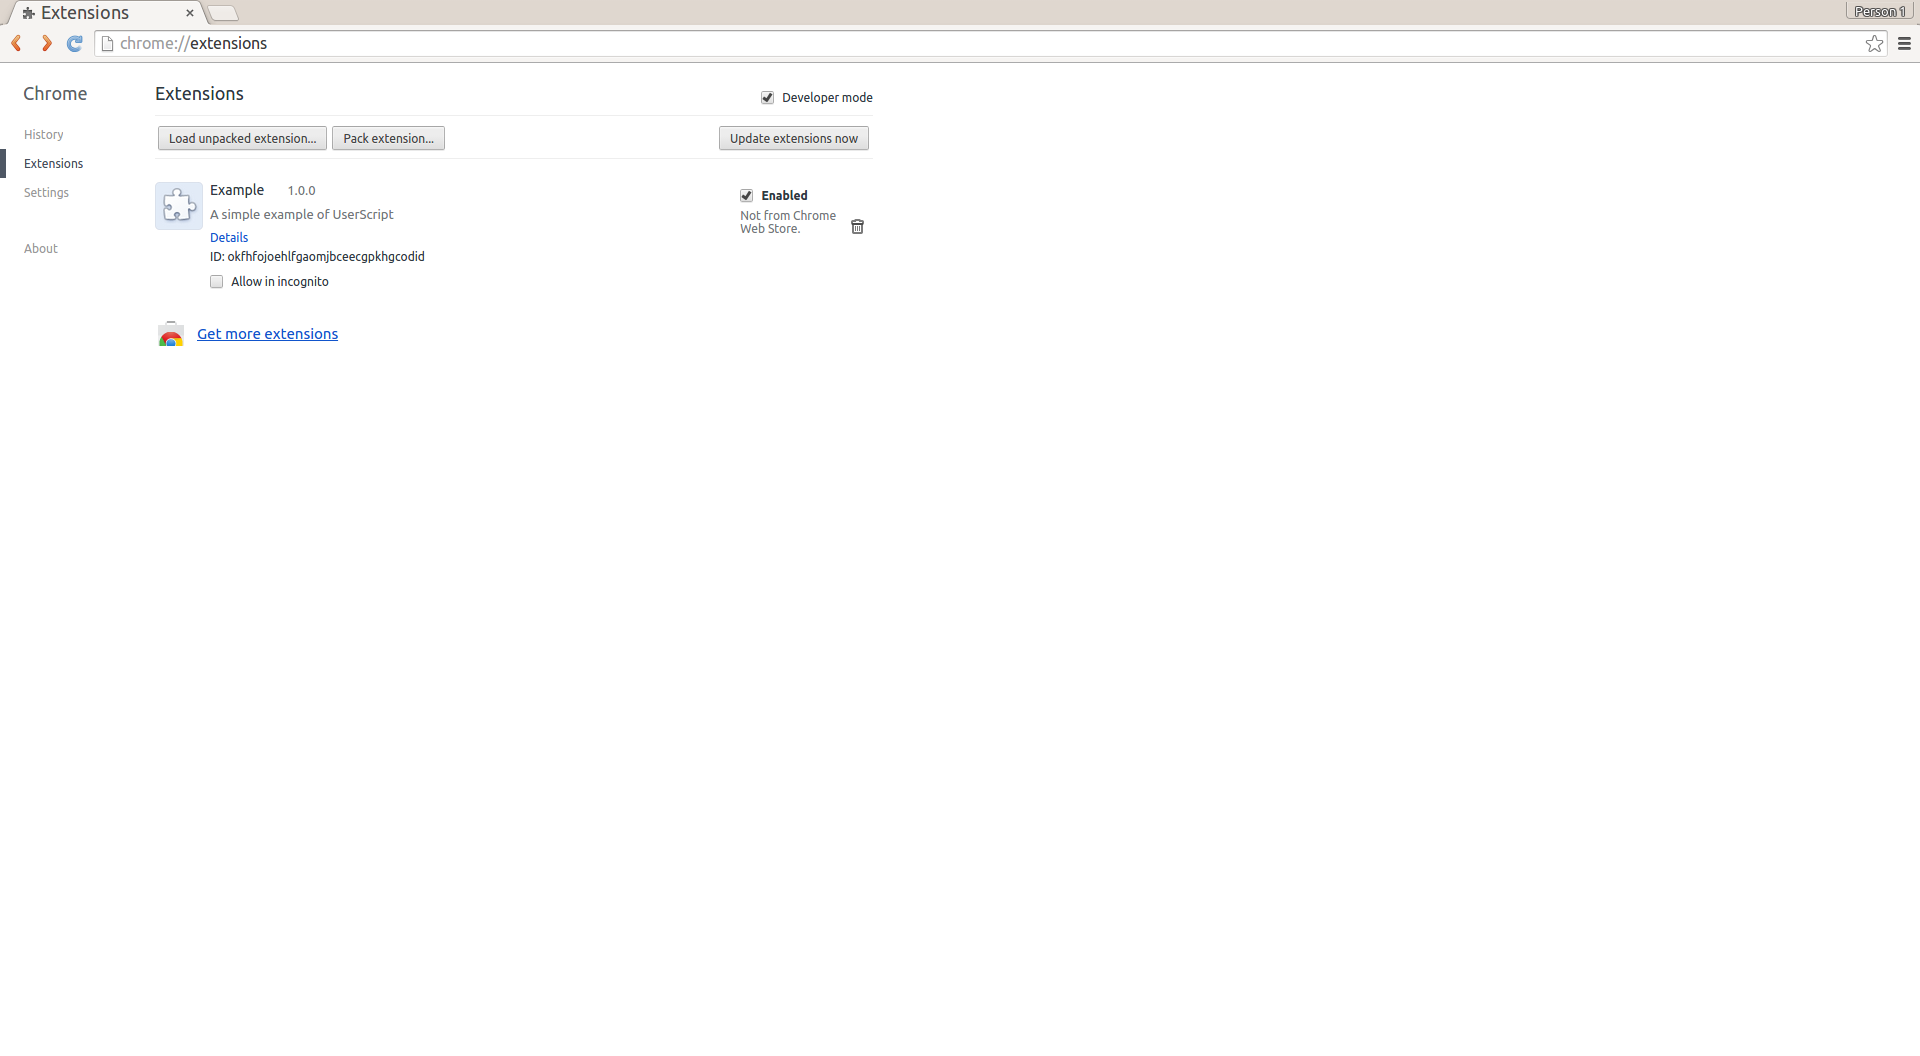 Extensions
Person 1
chrome://extensions
Chrome
History
Extensions
Settings
About
Extensions
Developer mode
Load unpacked extension...
Pack extension...
Update extensions now
Example 1.0.0
A simple example of UserScript
Details
ID: okfhfojoehlfgaomjbceecgpkhgcodid
Allow in incognito
Enabled
Not from Chrome
Web Store.
Get more extensions